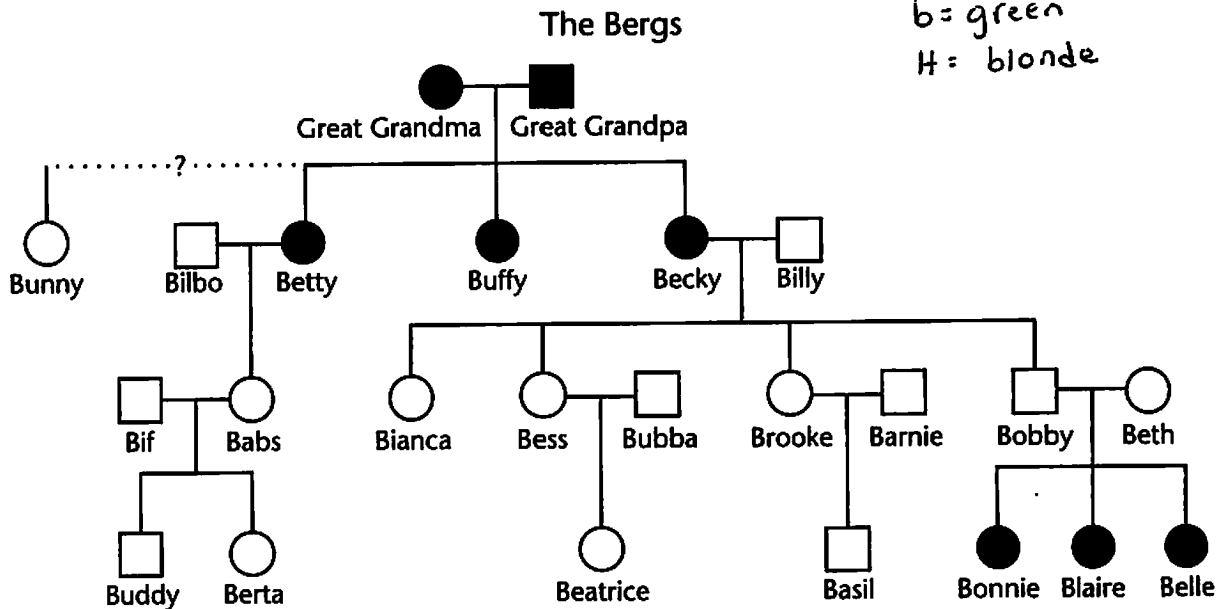 b = green
The Bergs
H = blonde
Great Grandma Great Grandpa
?
Bunny Bilbo Betty Buffy Becky Billy
Bif Babs Bianca Bess Bubba Brooke Barnie Bobby Beth
Buddy Berta Beatrice Basil Bonnie Blaire Belle